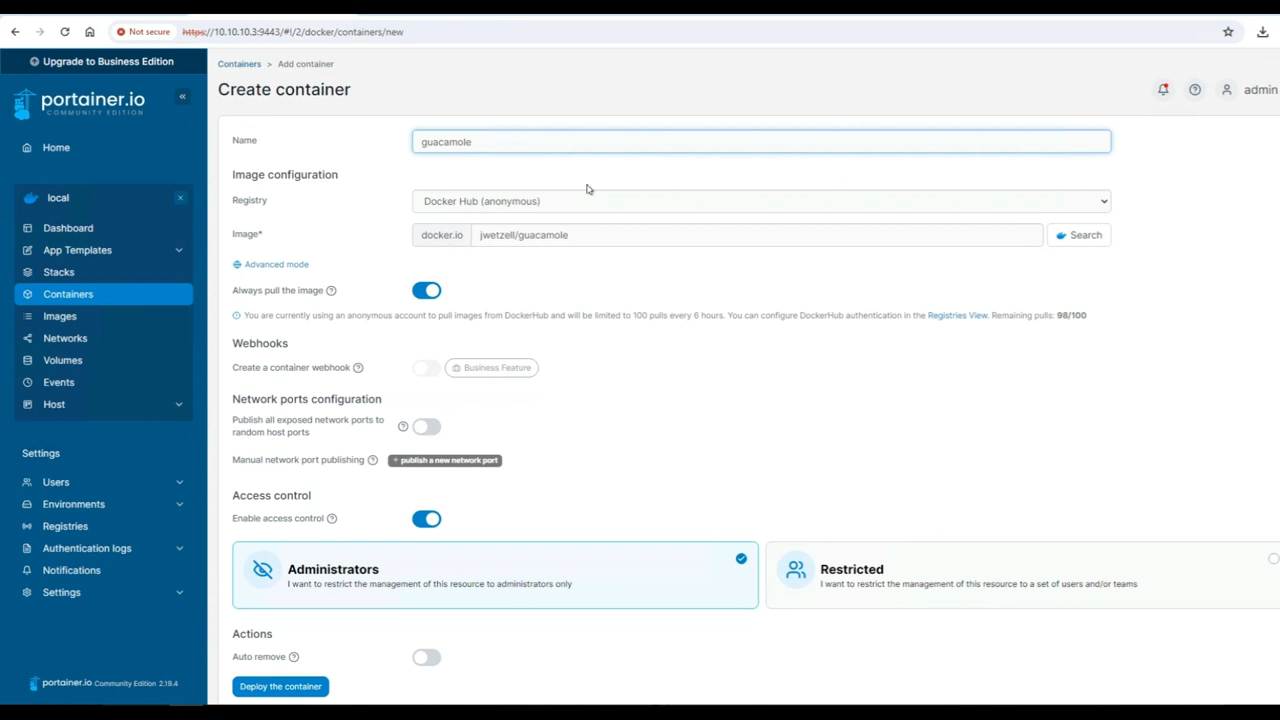 Not secure
https://10.10.10.3:9443/#!/2/docker/containers/new
Upgrade to Business Edition
portainer.io
COMMUNITY EDITION
Home
local
Dashboard
App Templates
Stacks
Containers
Images
Networks
Volumes
Events
Host
Settings
Users
Environments
Registries
Authentication logs
Notifications
Settings
portainer.io Community Edition 2.19.4
Containers > Add container
Create container
admin
Name
guacamole
Image configuration
Registry
Docker Hub (anonymous)
Image*
docker.io
jwetzell/guacamole
Search
Advanced mode
Always pull the image
You are currently using an anonymous account to pull images from DockerHub and will be limited to 100 pulls every 6 hours. You can configure DockerHub authentication in the Registries View. Remaining pulls: 98/100
Webhooks
Create a container webhook
Business Feature
Network ports configuration
Publish all exposed network ports to
random host ports
Manual network port publishing
+ publish a new network port
Access control
Enable access control
Administrators
I want to restrict the management of this resource to administrators only
Restricted
I want to restrict the management of this resource to a set of users and/or teams
Actions
Auto remove
Deploy the container